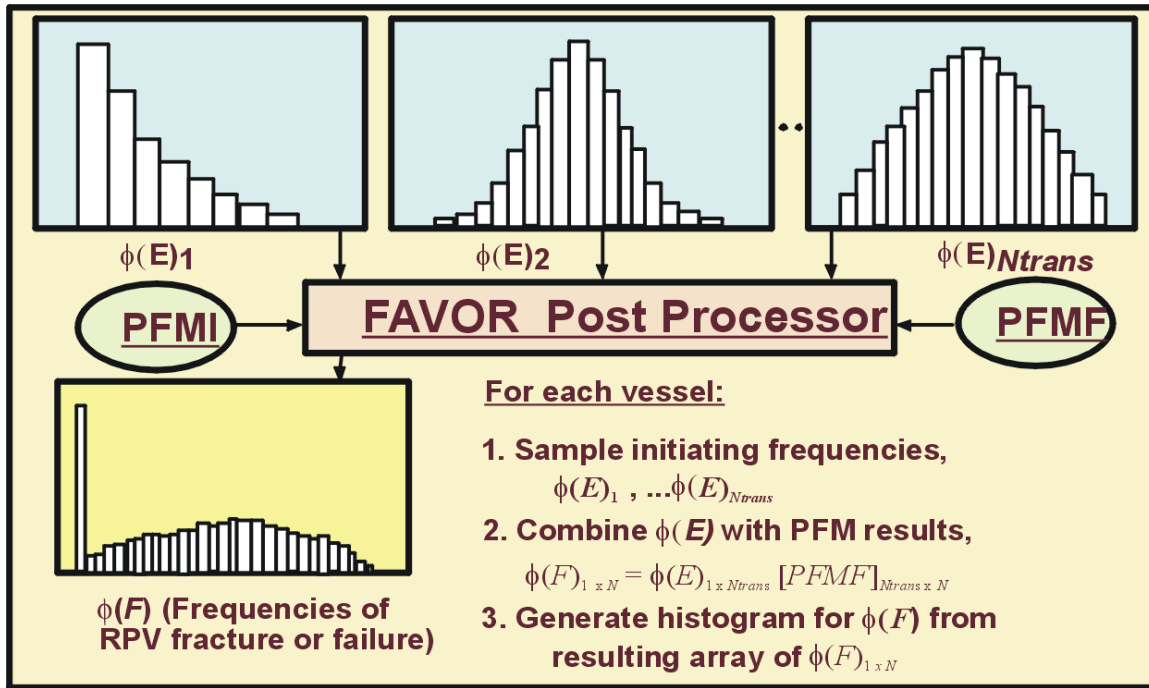 ϕ(E)1
ϕ(E)2
ϕ(E)Ntrans
PFMI
FAVOR Post Processor
PFMF
For each vessel:
1. Sample initiating frequencies,
ϕ(E)1 , ...ϕ(E)Ntrans
2. Combine ϕ(E) with PFM results,
ϕ(F)1 x N = ϕ(E)1 x Ntrans [PFMF]Ntrans x N
3. Generate histogram for ϕ(F) from
resulting array of ϕ(F)1 x N
ϕ(F) (Frequencies of
RPV fracture or failure)